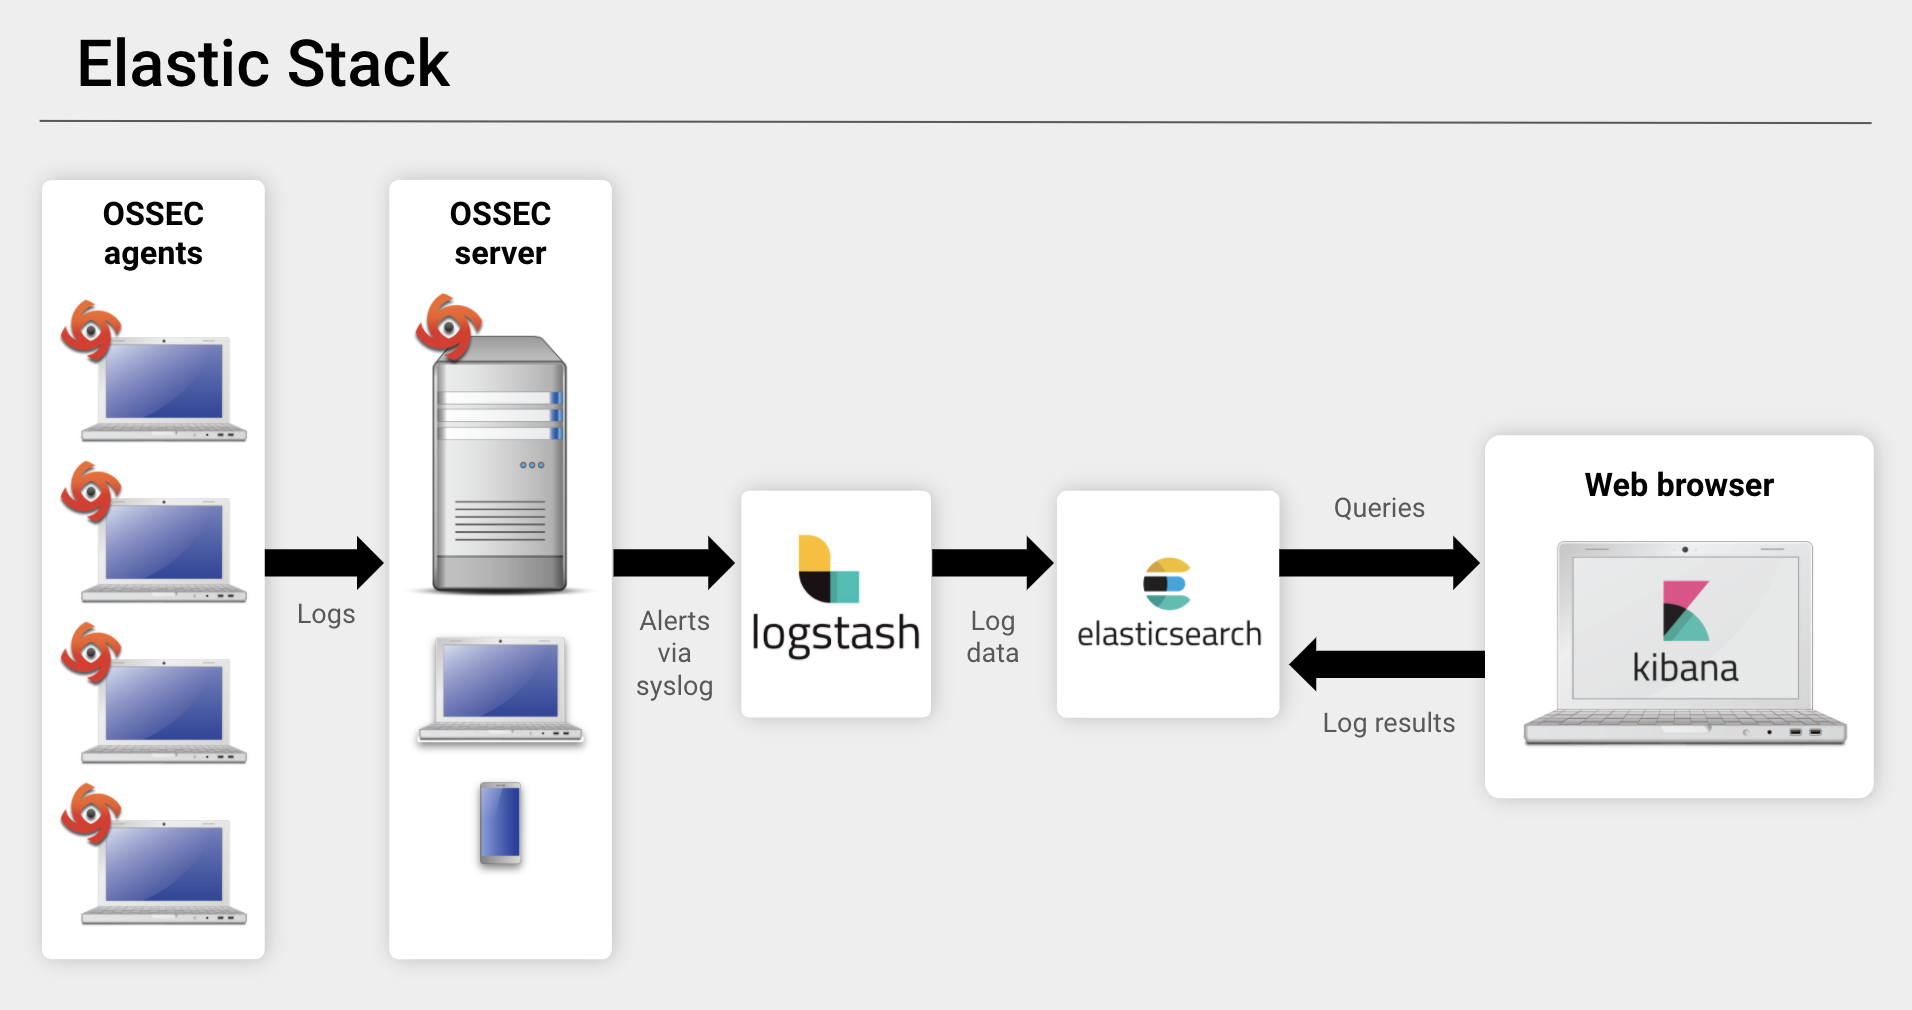 Elastic Stack
OSSEC
agents
Logs
OSSEC
server
Alerts
via
syslog
logstash
Log
data
elasticsearch
Queries
Log results
Web browser
kibana